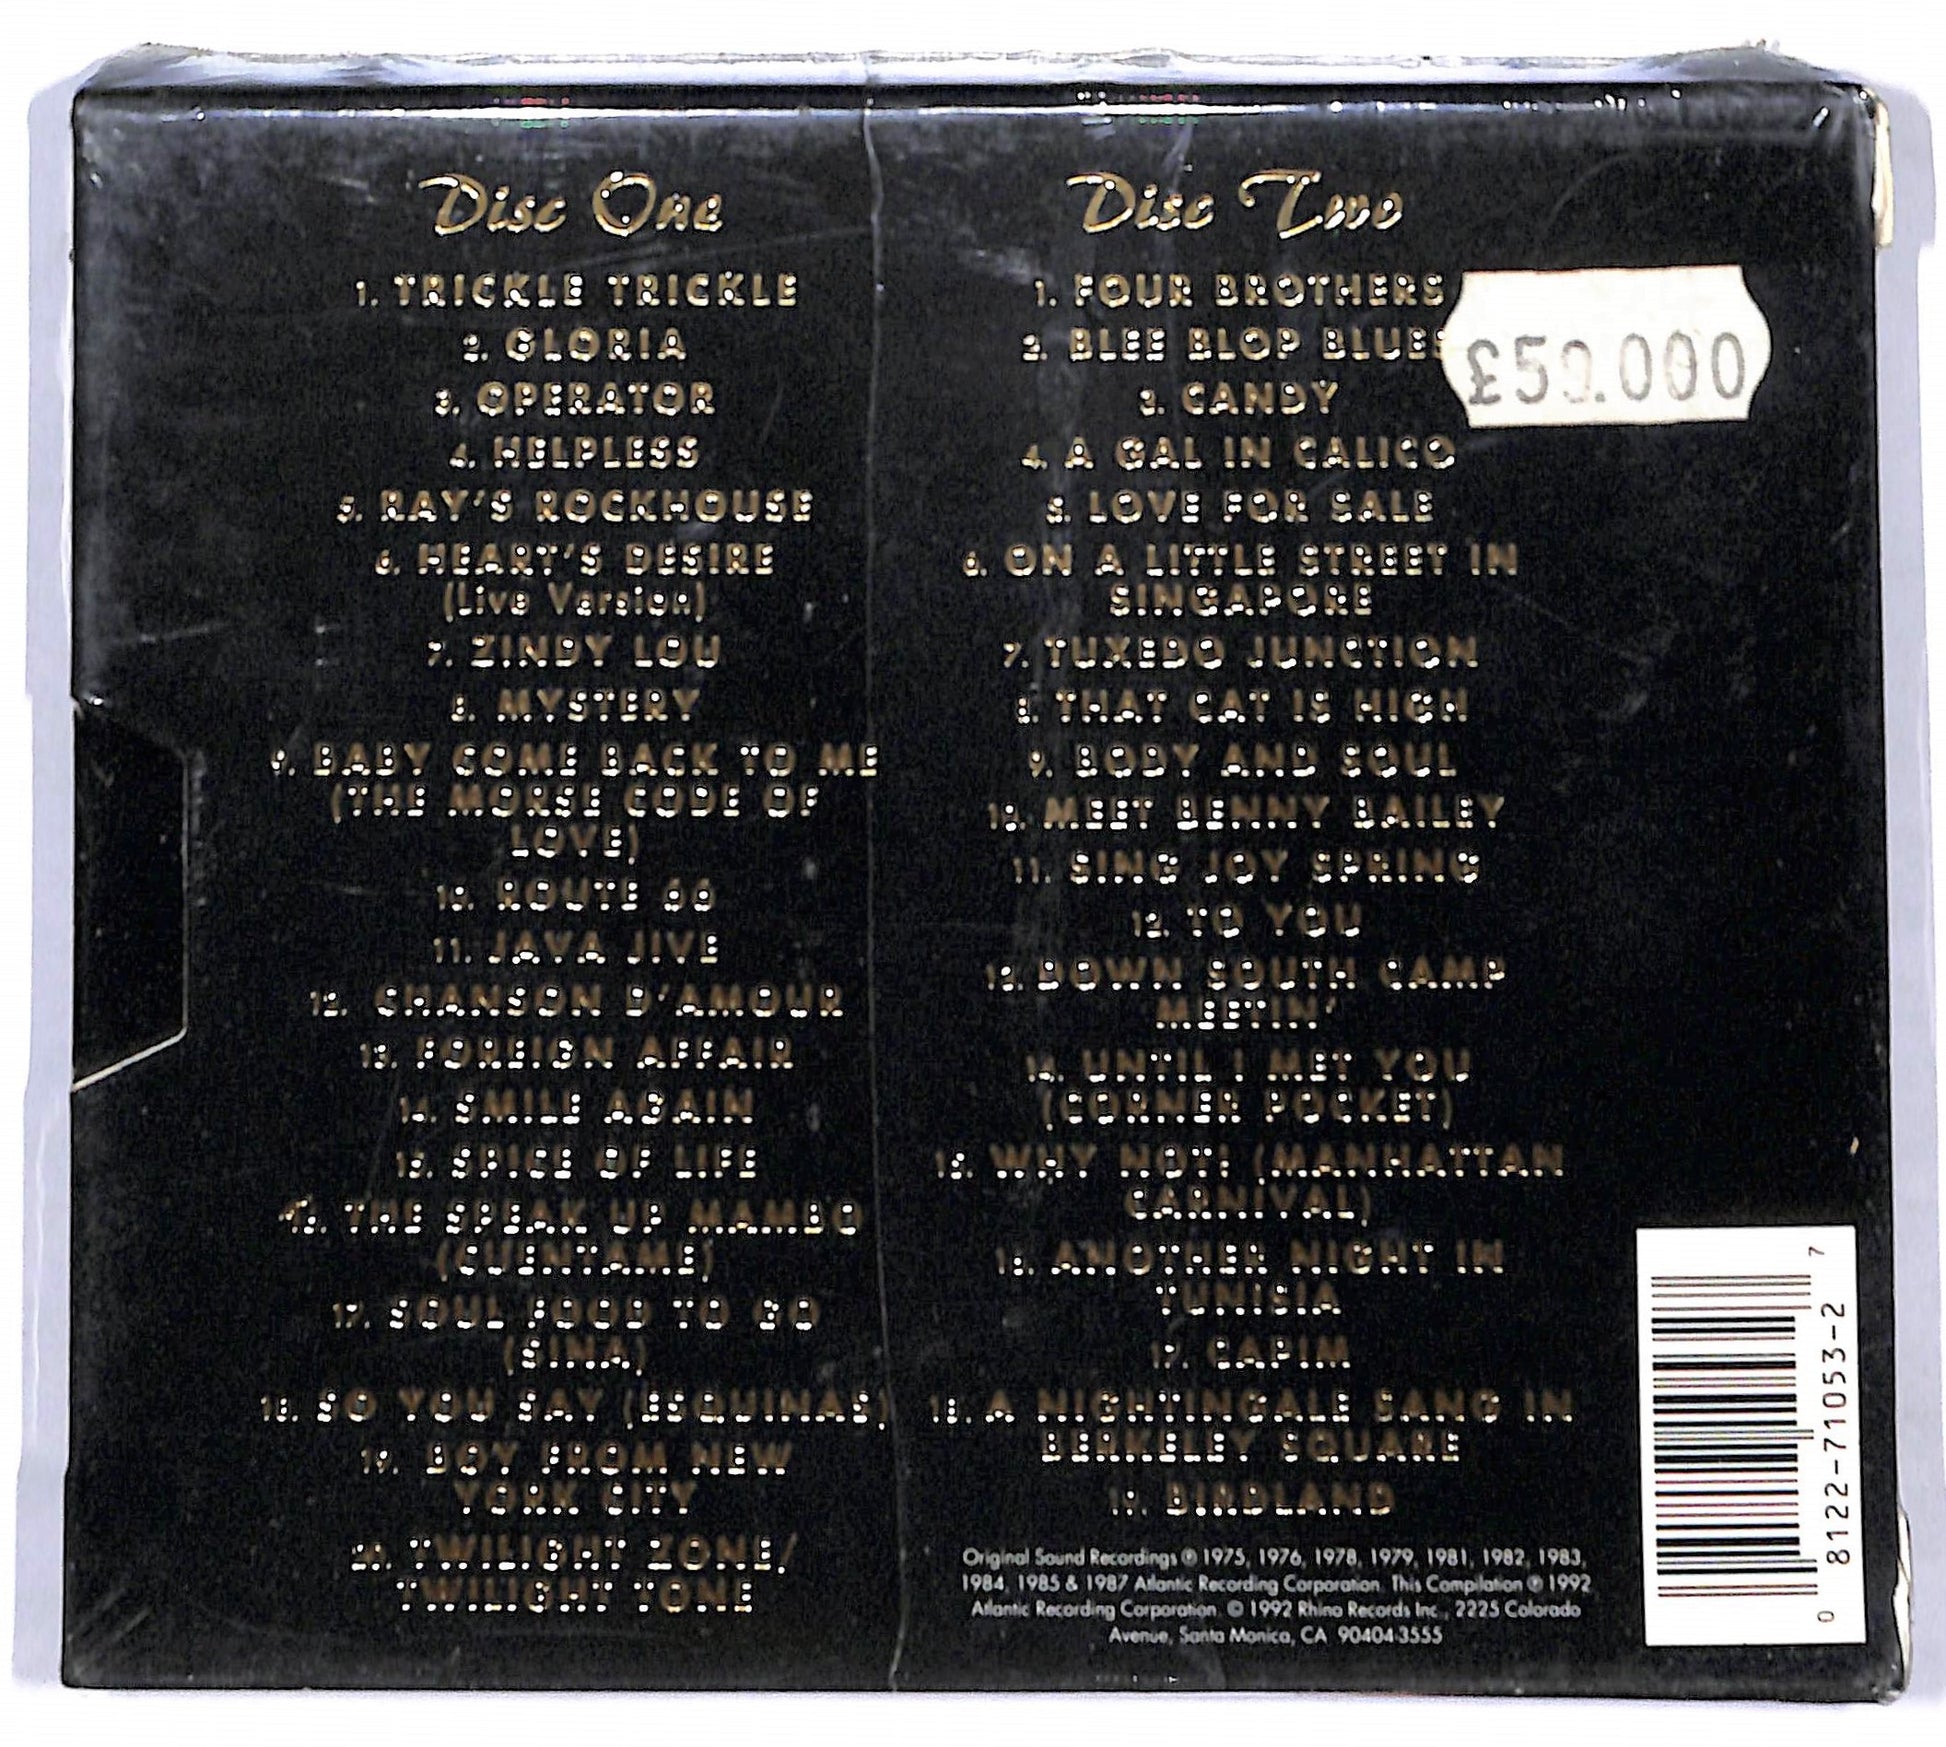 Disc One
1. TRICKLE TRICKLE
2. GLORIA
3. OPERATOR
4. HELPLESS
5. RAY'S ROCKHOUSE
6. HEART'S DESIRE
(Live Version)
7. ZINDY LOU
8. MYSTERY
9. BABY COME BACK TO ME
(THE MORSE CODE OF
LOVE)
10. ROUTE 66
11. JAVA JIVE
12. CHANSON D'AMOUR
13. FOREIGN AFFAIR
14. SMILE AGAIN
15. SPICE OF LIFE
16. THE SPEAK UP MAMBO
(CUENTAME)
17. SOUL FOOD TO GO
(SINA)
18. SO YOU SAY (ESQUINAS)
19. BOY FROM NEW
YORK CITY
20. TWILIGHT ZONE/
TWILIGHT TONE
Disc Two
1. FOUR BROTHERS
2. BLEE BLOP BLUES
3. CANDY
4. A GAL IN CALICO
5. LOVE FOR SALE
6. ON A LITTLE STREET IN
SINGAPORE
7. TUXEDO JUNCTION
8. THAT CAT IS HIGH
9. BODY AND SOUL
10. MEET BENNY BAILEY
11. SING JOY SPRING
12. TO YOU
13. DOWN SOUTH CAMP
MEETIN'
14. UNTIL I MET YOU
(CORNER POCKET)
15. WHY NOT! (MANHATTAN
CARNIVAL)
16. ANOTHER NIGHT IN
TUNISIA
17. CAPIM
18. A NIGHTINGALE SANG IN
BERKELEY SQUARE
19. BIRDLAND
Original Sound Recordings ℗ 1975, 1976, 1978, 1979, 1981, 1982, 1983,
1984, 1985 & 1987 Atlantic Recording Corporation. This Compilation ℗ 1992
Atlantic Recording Corporation. © 1992 Rhino Records Inc., 2225 Colorado
Avenue, Santa Monica, CA 90404-3555
0 8122-71053-2 7